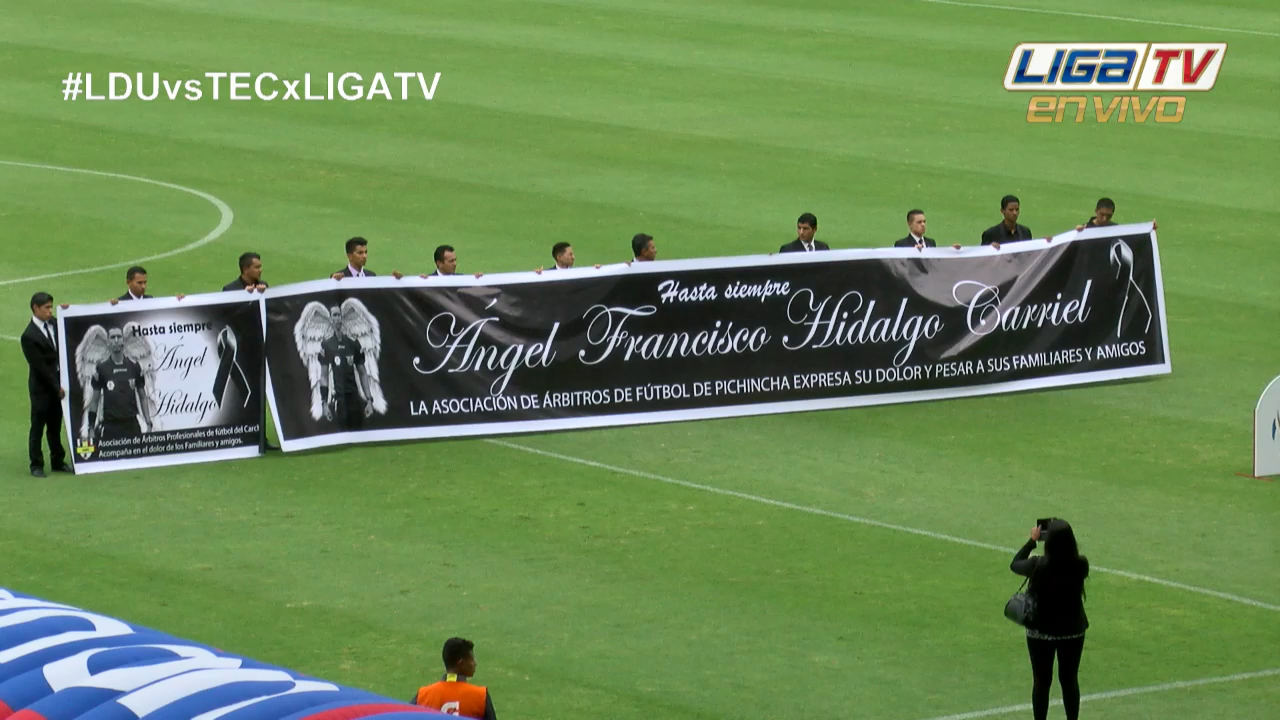 #LDUvsTECxLIGATV
LIGA TV
EN VIVO
Hasta siempre
Ángel
Hidalgo
Asociación de Árbitros Profesionales de fútbol del Carch
Acompaña en el dolor de los Familiares y amigos.
Hasta siempre
Ángel Francisco Hidalgo Carriel
LA ASOCIACIÓN DE ÁRBITROS DE FÚTBOL DE PICHINCHA EXPRESA SU DOLOR Y PESAR A SUS FAMILIARES Y AMIGOS